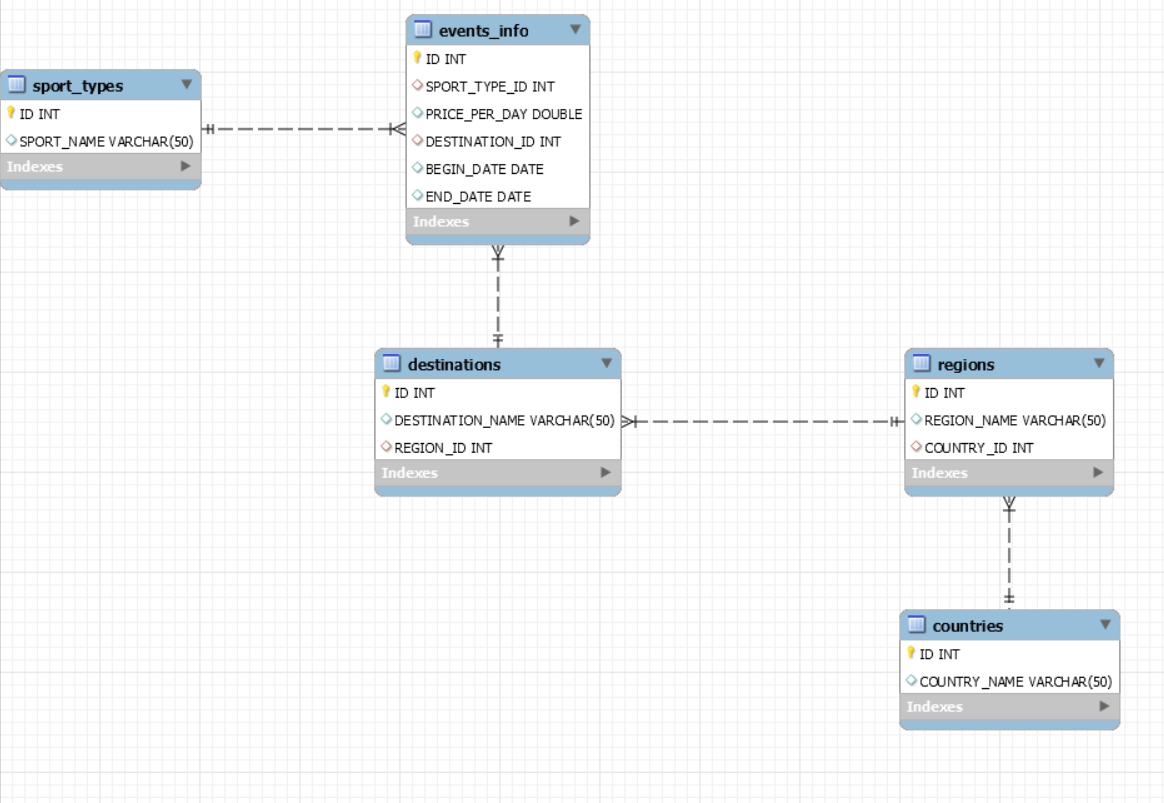 events_info
ID INT
SPORT_TYPE_ID INT
PRICE_PER_DAY DOUBLE
DESTINATION_ID INT
BEGIN_DATE DATE
END_DATE DATE
Indexes
sport_types
ID INT
SPORT_NAME VARCHAR(50)
Indexes
destinations
ID INT
DESTINATION_NAME VARCHAR(50)
REGION_ID INT
Indexes
regions
ID INT
REGION_NAME VARCHAR(50)
COUNTRY_ID INT
Indexes
countries
ID INT
COUNTRY_NAME VARCHAR(50)
Indexes